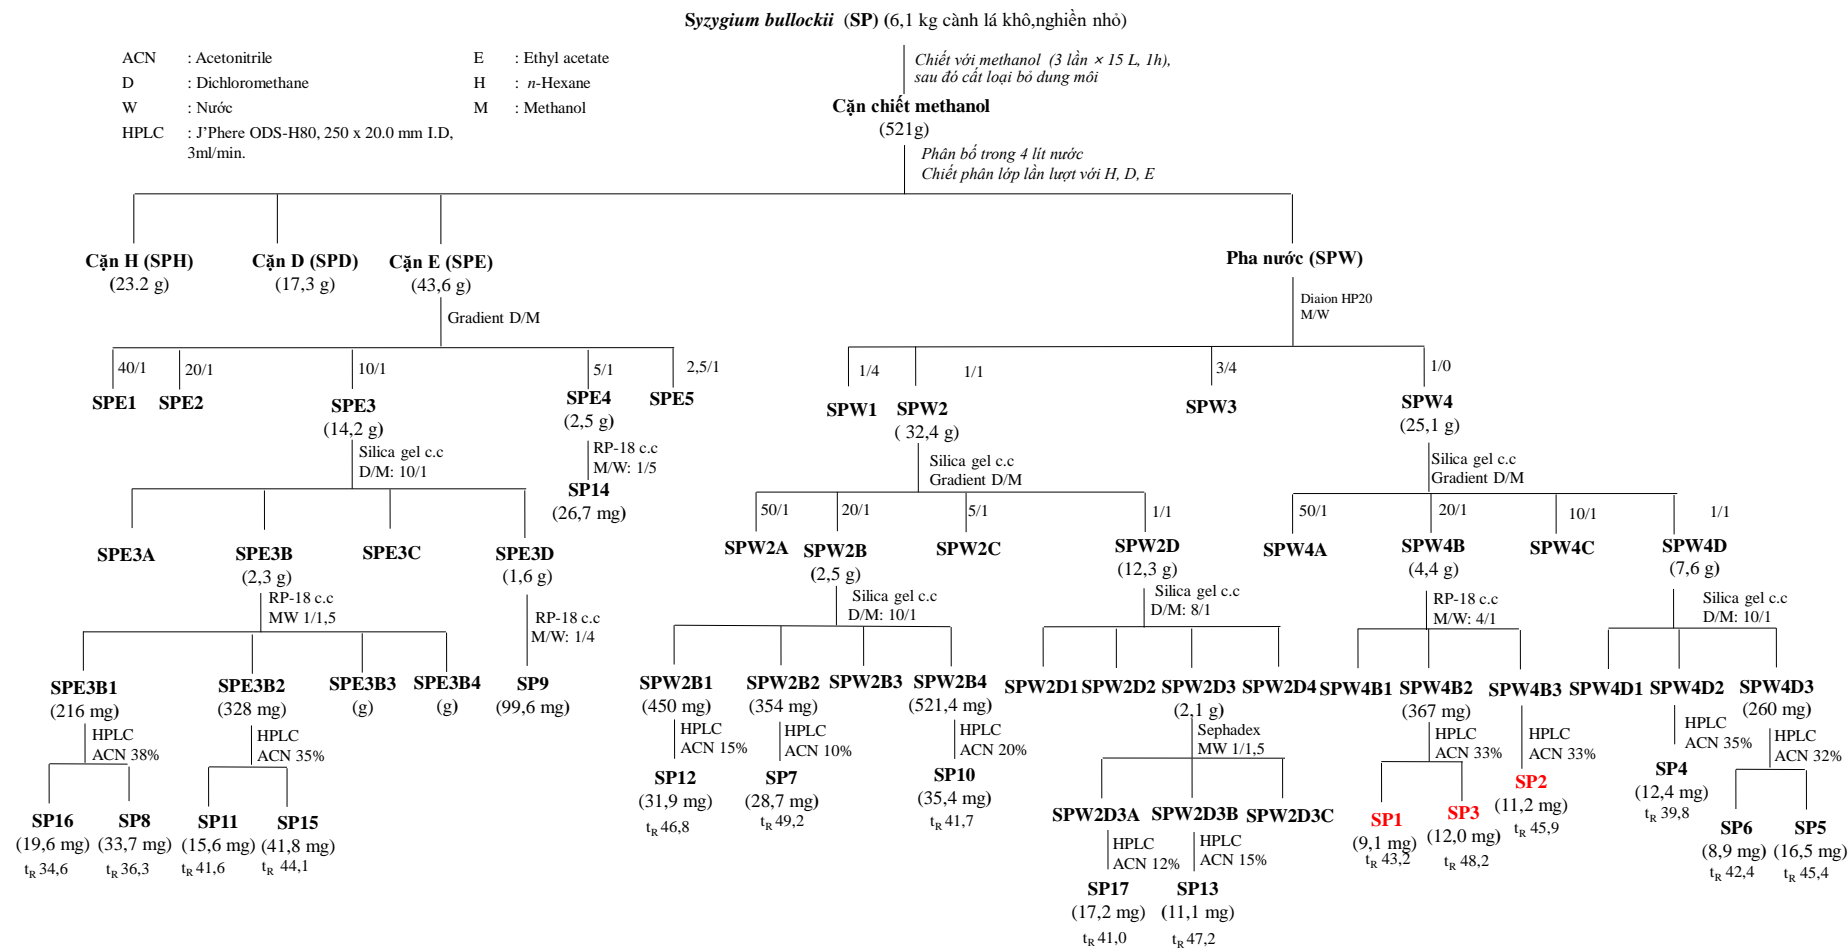 Syzygium bullockii (SP) (6,1 kg cành lá khô,nghiền nhỏ)
ACN : Acetonitrile
E : Ethyl acetate
D : Dichloromethane
H : n-Hexane
W : Nước
M : Methanol
HPLC : J'Phere ODS-H80, 250 x 20.0 mm I.D,
3ml/min.
Chiết với methanol (3 lần × 15 L, 1h),
sau đó cất loại bỏ dung môi
Cặn chiết methanol
(521g)
Phân bố trong 4 lít nước
Chiết phân lớp lần lượt với H, D, E
Cặn H (SPH)
(23.2 g)
Cặn D (SPD)
(17,3 g)
Cặn E (SPE)
(43,6 g)
Pha nước (SPW)
Gradient D/M
Diaion HP20
M/W
40/1
20/1
10/1
5/1
2,5/1
1/4
1/1
3/4
1/0
SPE1
SPE2
SPE3
(14,2 g)
SPE4
(2,5 g)
SPE5
SPW1
SPW2
( 32,4 g)
SPW3
SPW4
(25,1 g)
Silica gel c.c
D/M: 10/1
RP-18 c.c
M/W: 1/5
SP14
(26,7 mg)
Silica gel c.c
Gradient D/M
Silica gel c.c
Gradient D/M
50/1
20/1
5/1
1/1
50/1
20/1
10/1
1/1
SPE3A
SPE3B
(2,3 g)
SPE3C
SPE3D
(1,6 g)
SPW2A
SPW2B
(2,5 g)
SPW2C
SPW2D
(12,3 g)
SPW4A
SPW4B
(4,4 g)
SPW4C
SPW4D
(7,6 g)
RP-18 c.c
MW 1/1,5
RP-18 c.c
M/W: 1/4
Silica gel c.c
D/M: 10/1
Silica gel c.c
D/M: 8/1
RP-18 c.c
M/W: 4/1
Silica gel c.c
D/M: 10/1
SPE3B1
(216 mg)
SPE3B2
(328 mg)
SPE3B3
(g)
SPE3B4
(g)
SP9
(99,6 mg)
SPW2B1
(450 mg)
SPW2B2
(354 mg)
SPW2B3
SPW2B4
(521,4 mg)
SPW2D1
SPW2D2
SPW2D3
(2,1 g)
SPW2D4
SPW4B1
SPW4B2
(367 mg)
SPW4B3
SPW4D1
SPW4D2
SPW4D3
(260 mg)
HPLC
ACN 38%
HPLC
ACN 35%
HPLC
ACN 15%
HPLC
ACN 10%
HPLC
ACN 20%
Sephadex
MW 1/1,5
HPLC
ACN 33%
HPLC
ACN 33%
HPLC
ACN 35%
HPLC
ACN 32%
SP16
(19,6 mg)
tR 34,6
SP8
(33,7 mg)
tR 36,3
SP11
(15,6 mg)
tR 41,6
SP15
(41,8 mg)
tR 44,1
SP12
(31,9 mg)
tR 46,8
SP7
(28,7 mg)
tR 49,2
SP10
(35,4 mg)
tR 41,7
SPW2D3A
SPW2D3B
SPW2D3C
HPLC
ACN 12%
HPLC
ACN 15%
SP17
(17,2 mg)
tR 41,0
SP13
(11,1 mg)
tR 47,2
SP1
(9,1 mg)
tR 43,2
SP3
(12,0 mg)
tR 48,2
SP2
(11,2 mg)
tR 45,9
SP4
(12,4 mg)
tR 39,8
SP6
(8,9 mg)
tR 42,4
SP5
(16,5 mg)
tR 45,4